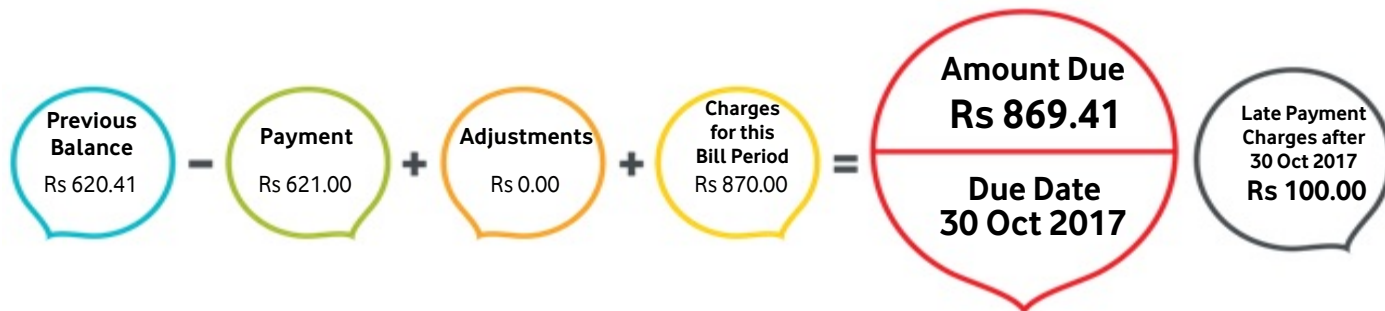 Previous
Balance
Rs 620.41
-
Payment
Rs 621.00
+
Adjustments
Rs 0.00
+
Charges
for this
Bill Period
Rs 870.00
=
Amount Due
Rs 869.41
Due Date
30 Oct 2017
Late Payment
Charges after
30 Oct 2017
Rs 100.00